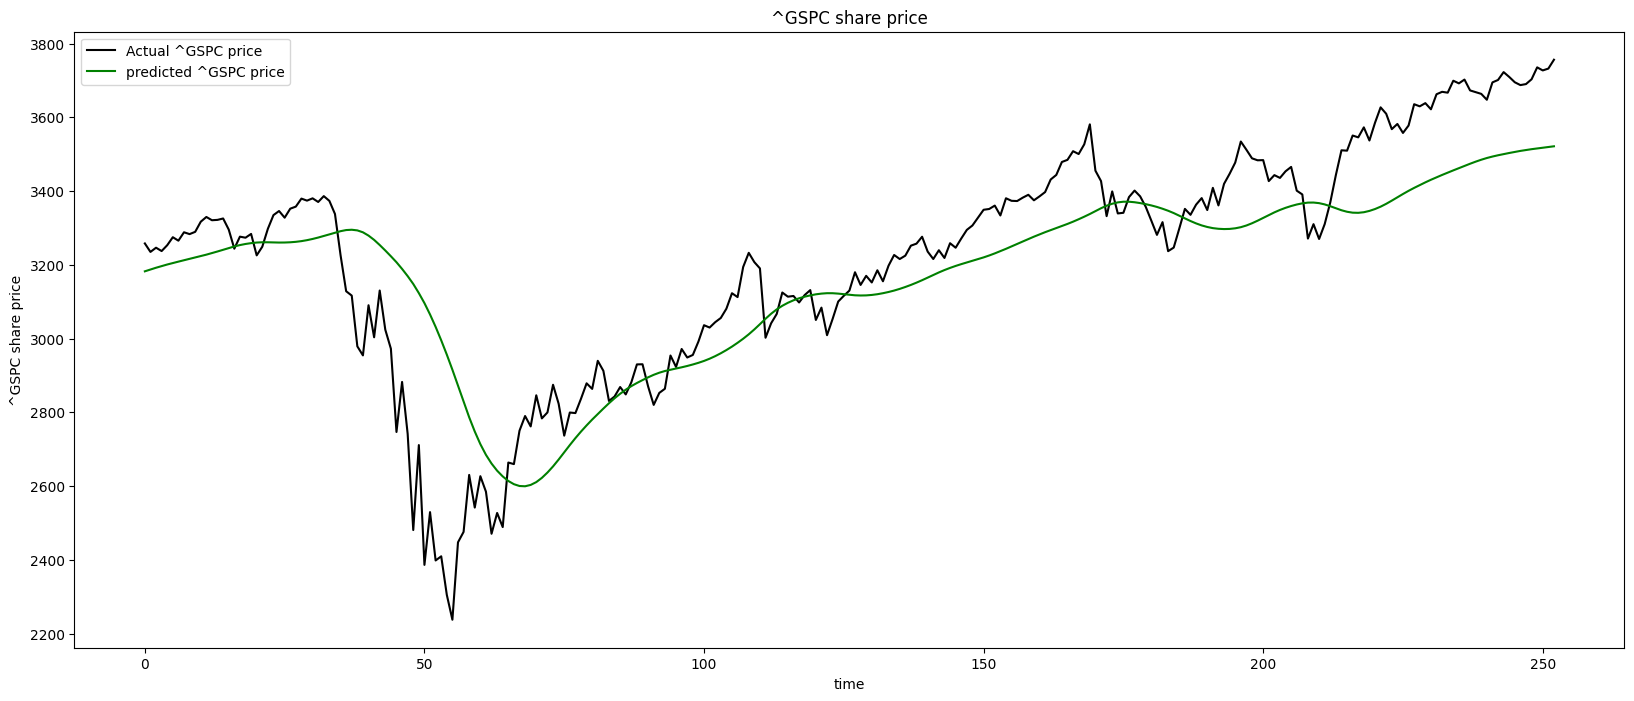 ^GSPC share price
Actual ^GSPC price
predicted ^GSPC price
^GSPC share price
3800
3600
3400
3200
3000
2800
2600
2400
2200
0 50 100 150 200 250
time